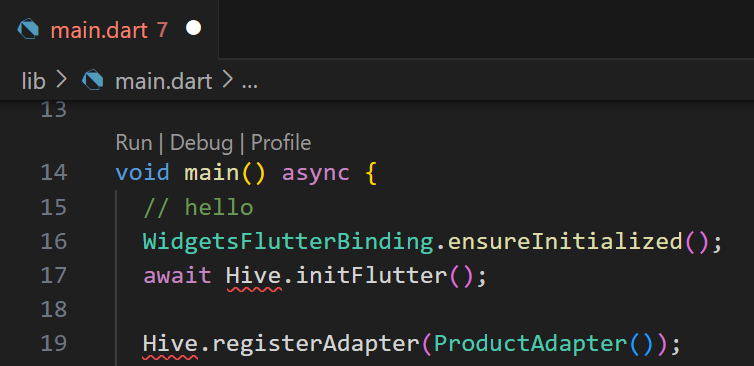 main.dart 7
lib > main.dart > ...
13
Run | Debug | Profile
14 void main() async {
15 // hello
16 WidgetsFlutterBinding.ensureInitialized();
17 await Hive.initFlutter();
18
19 Hive.registerAdapter(ProductAdapter());